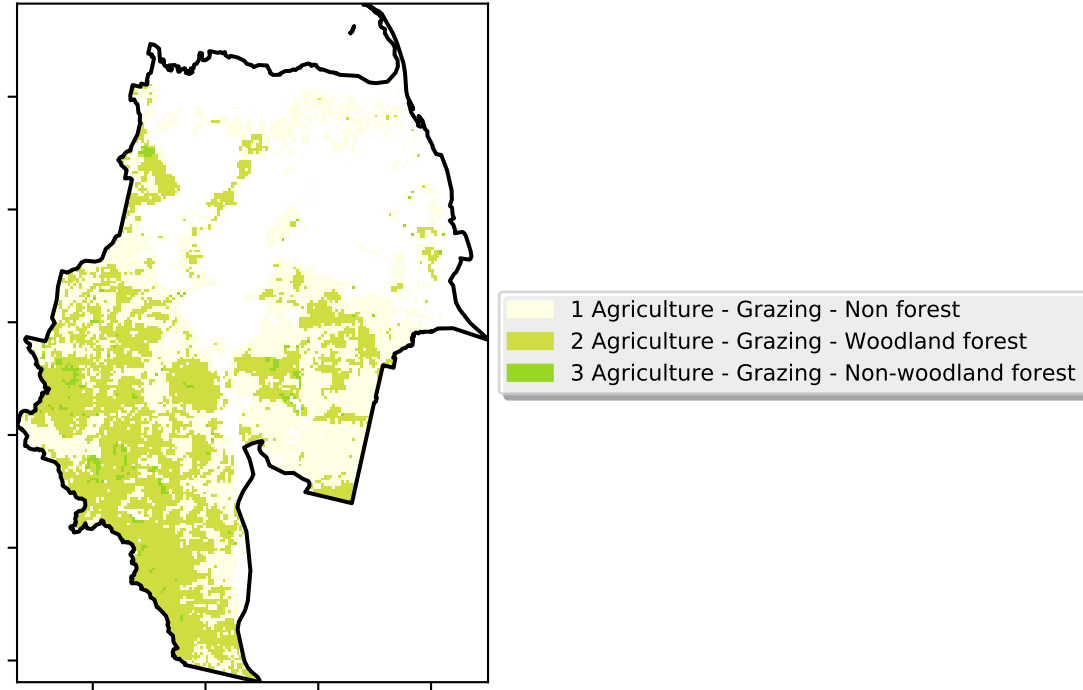 1 Agriculture - Grazing - Non forest
2 Agriculture - Grazing - Woodland forest
3 Agriculture - Grazing - Non-woodland forest